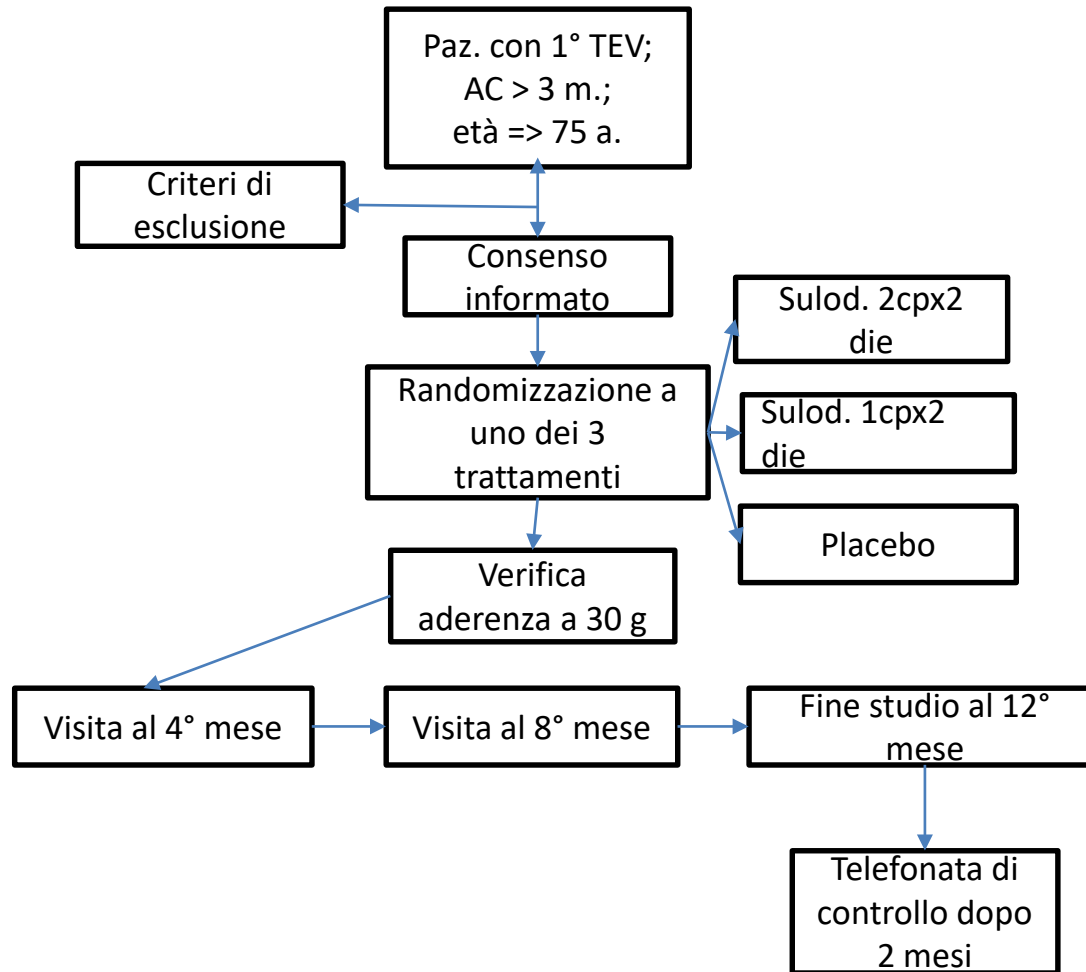 Paz. con 1° TEV;
AC > 3 m.;
età => 75 a.
Criteri di
esclusione
Consenso
informato
Sulod. 2cpx2
die
Randomizzazione a
uno dei 3
trattamenti
Sulod. 1cpx2
die
Placebo
Verifica
aderenza a 30 g
Visita al 4° mese
Visita al 8° mese
Fine studio al 12°
mese
Telefonata di
controllo dopo
2 mesi